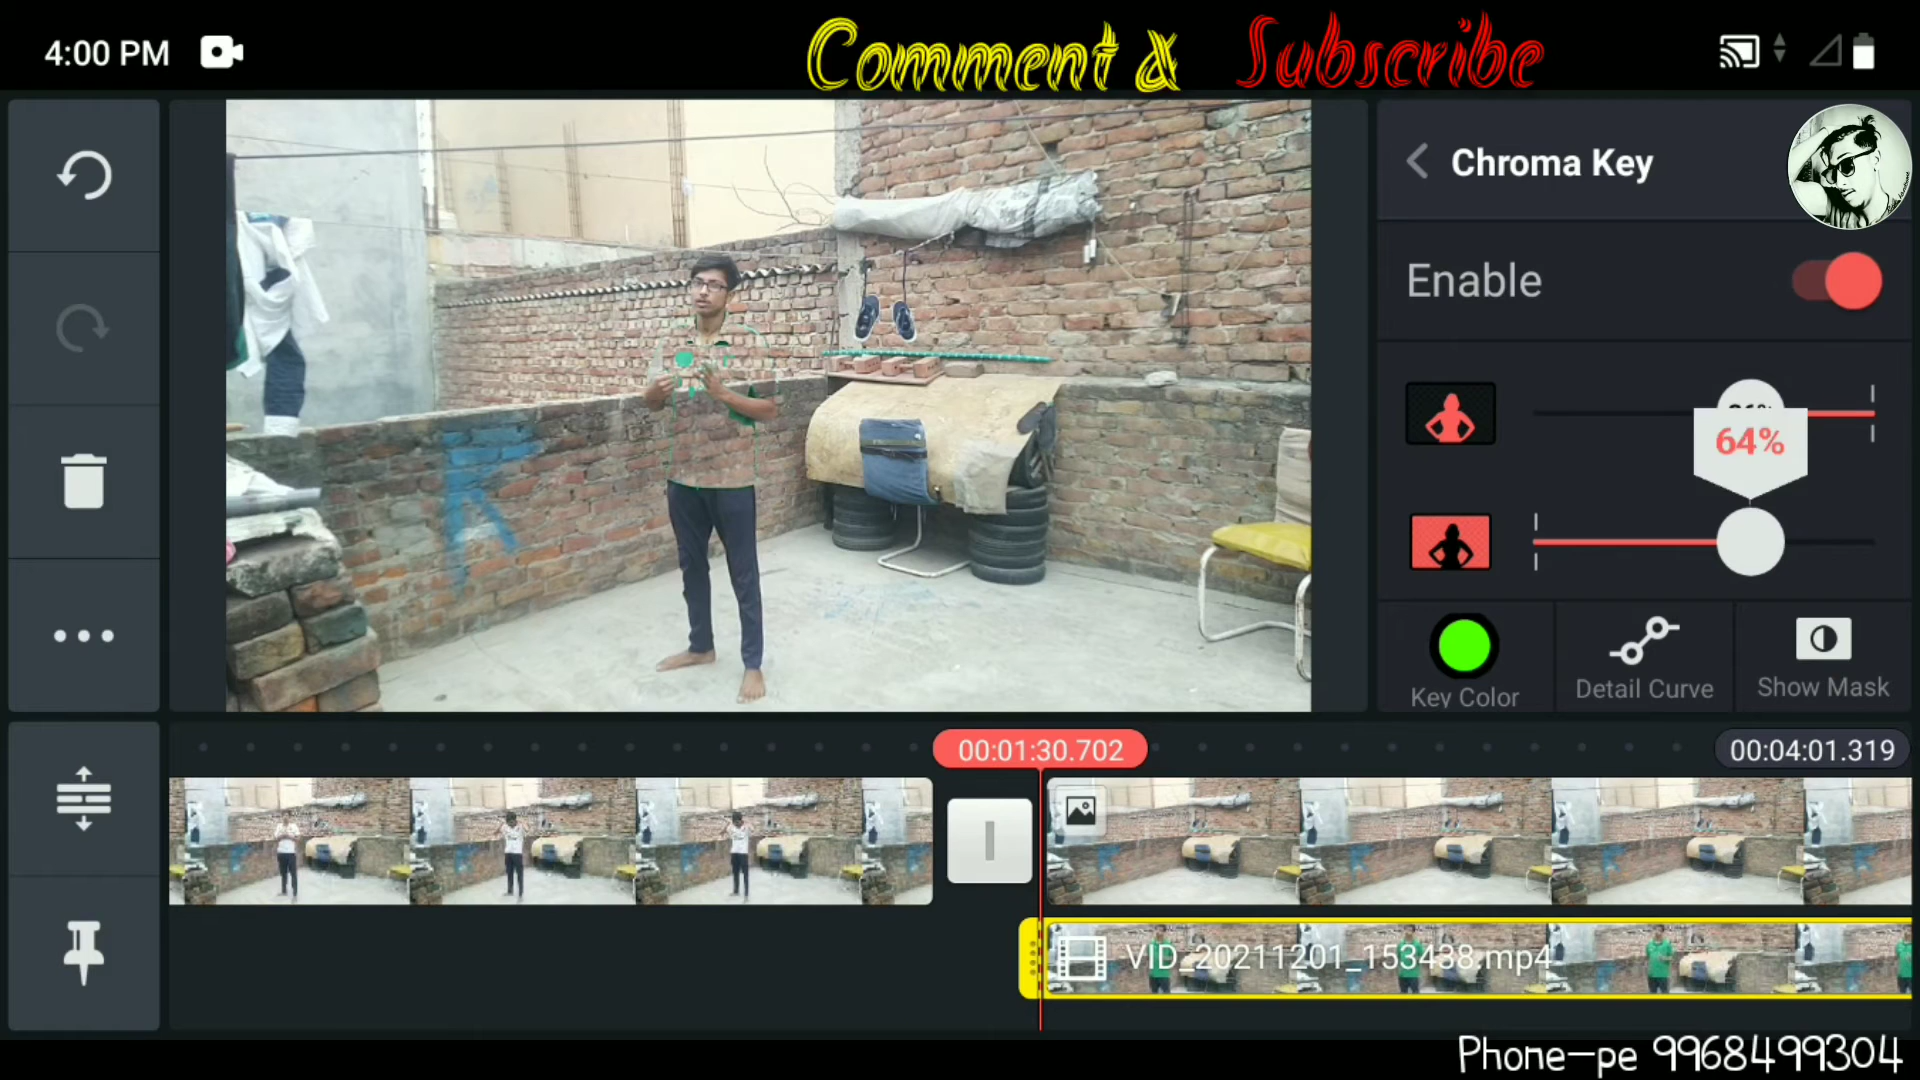 4:00 PM
Comment & Subscribe
Chroma Key
Enable
64%
Key Color
Detail Curve
Show Mask
00:01:30.702
00:04:01.319
VID_20211201_153438.mp4
Phone-pe 9968499304